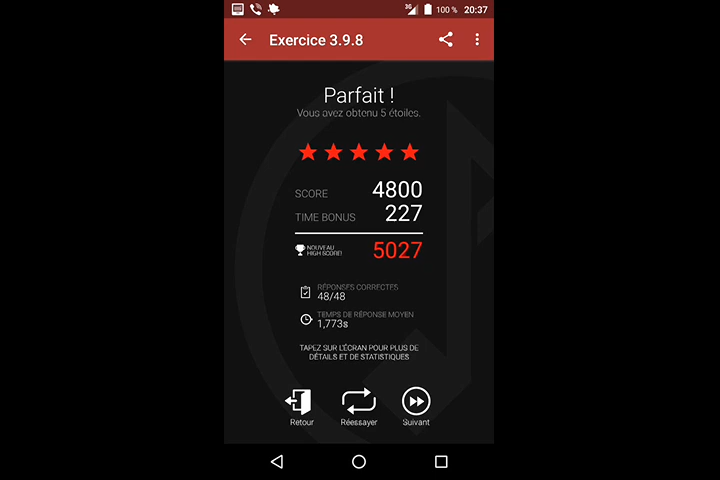 3G 100 % 20:37
Exercice 3.9.8
Parfait !
Vous avez obtenu 5 étoiles.
SCORE 4800
TIME BONUS 227
NOUVEAU
HIGH SCORE! 5027
RÉPONSES CORRECTES
48/48
TEMPS DE RÉPONSE MOYEN
1,773s
TAPEZ SUR L'ÉCRAN POUR PLUS DE
DÉTAILS ET DE STATISTIQUES
Retour Réessayer Suivant